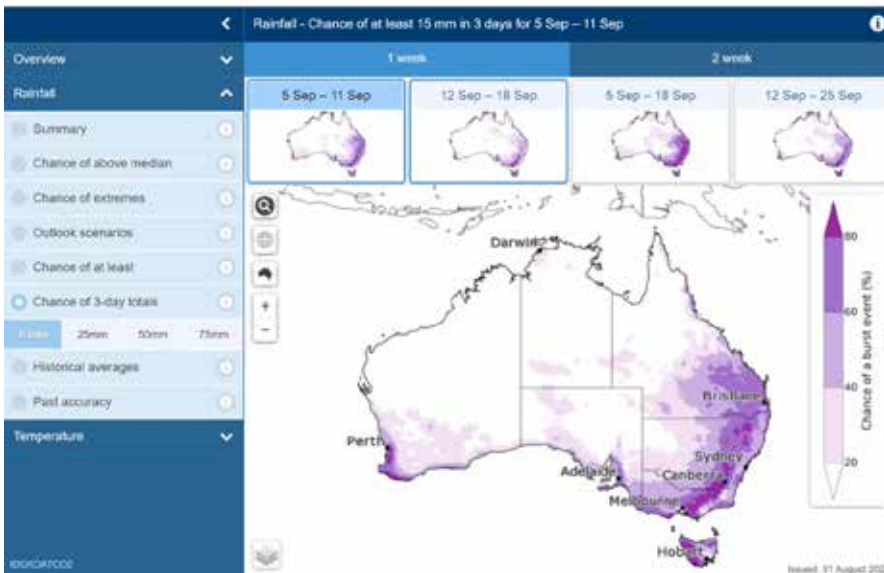 Rainfall - Chance of at least 15 mm in 3 days for 5 Sep – 11 Sep
Overview
Rainfall
Summary
Chance of above median
Chance of extremes
Outlook scenarios
Chance of at least
Chance of 3-day totals
25mm
50mm
75mm
Historical averages
Past accuracy
Temperature
1 week
2 week
5 Sep – 11 Sep
12 Sep – 18 Sep
5 Sep – 18 Sep
12 Sep – 25 Sep
Darwin
Brisbane
Perth
Sydney
Adelaide
Canberra
Melbourne
Hobart
80
60
40
20
Chance of a burst event (%)
Issued: 31 August